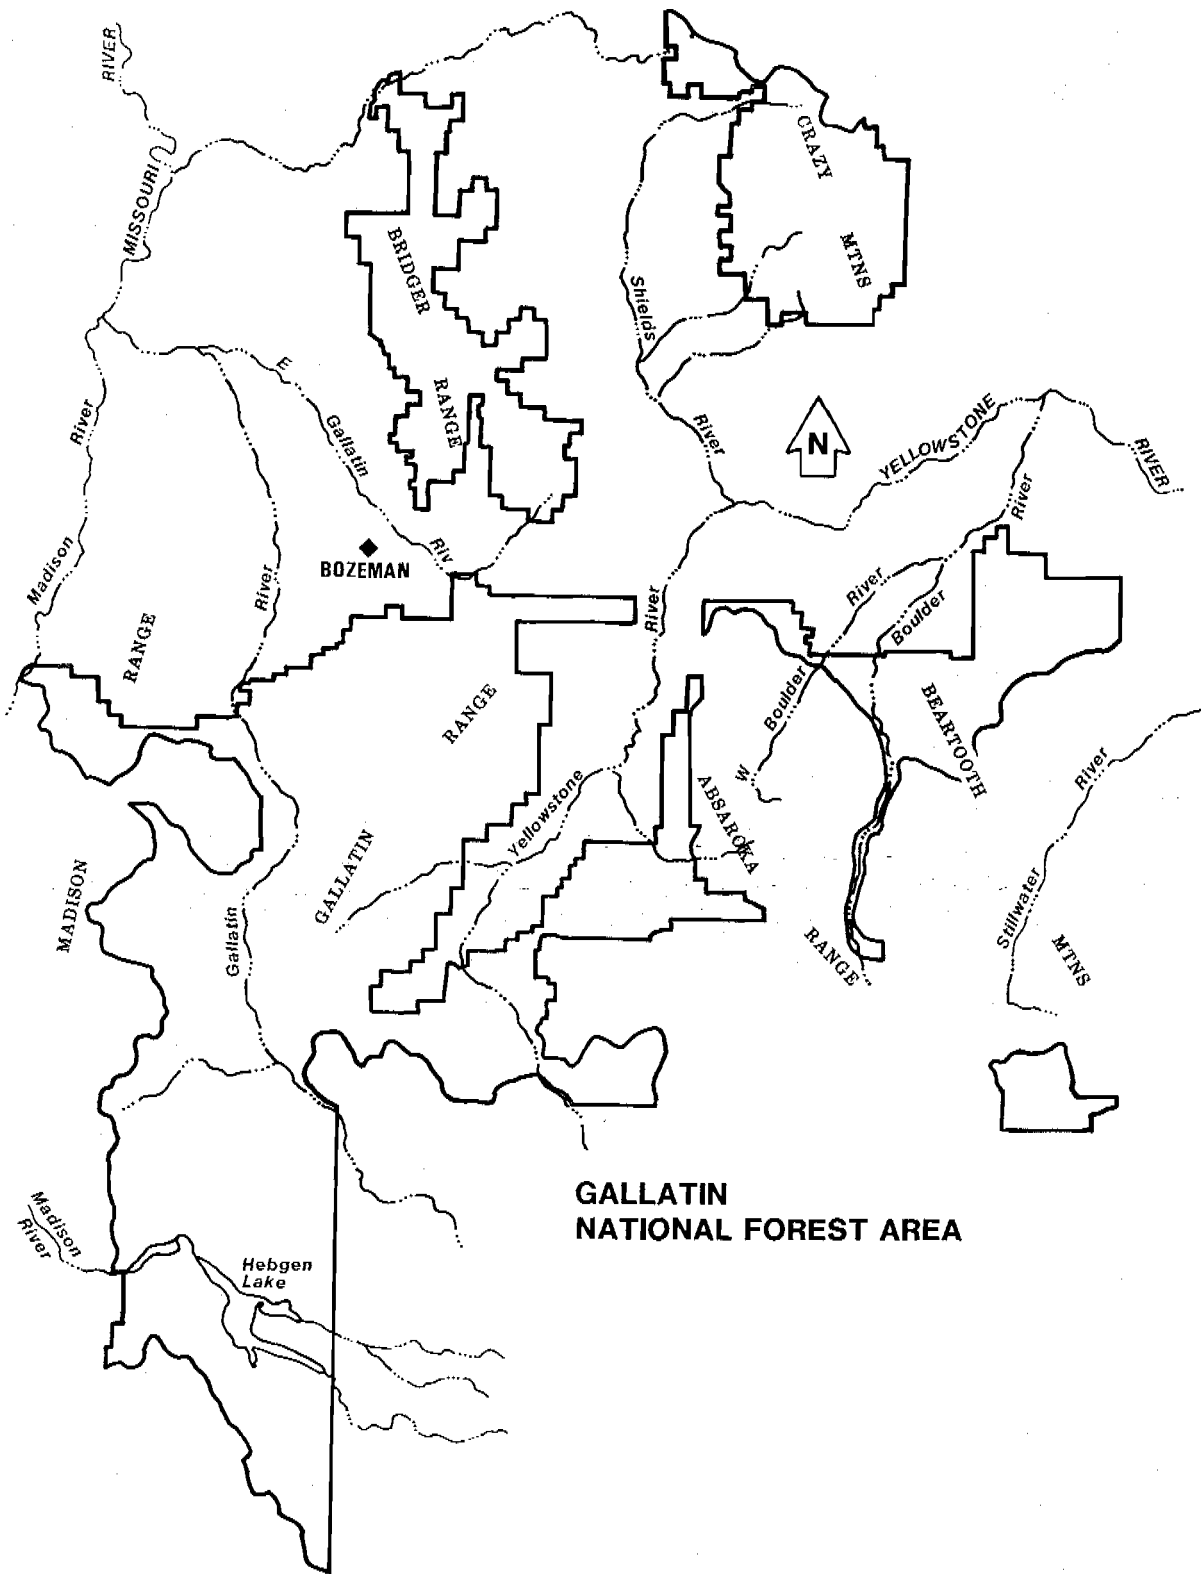 RIVER
MISSOURI
CRAZY
MTNS
BRIDGER
RANGE
Shields
River
E
Gallatin
Riv
River
Madison
YELLOWSTONE
RIVER
N
River
BOZEMAN
River
RANGE
River
River
Boulder
Boulder
W
RANGE
BEARTOOTH
River
Yellowstone
ABSAROKA
GALLATIN
MADISON
Gallatin
RANGE
Stillwater
MTNS
GALLATIN
NATIONAL FOREST AREA
Madison
River
Hebgen
Lake